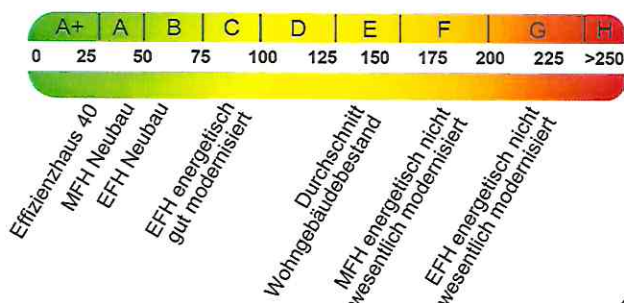 A+ A B C D E F G H
0 25 50 75 100 125 150 175 200 225 >250
Effizienzhaus 40
MFH Neubau
EFH Neubau
EFH energetisch
gut modernisiert
Durchschnitt
Wohngebäudebestand
MFH energetisch nicht
wesentlich modernisiert
EFH energetisch nicht
wesentlich modernisiert